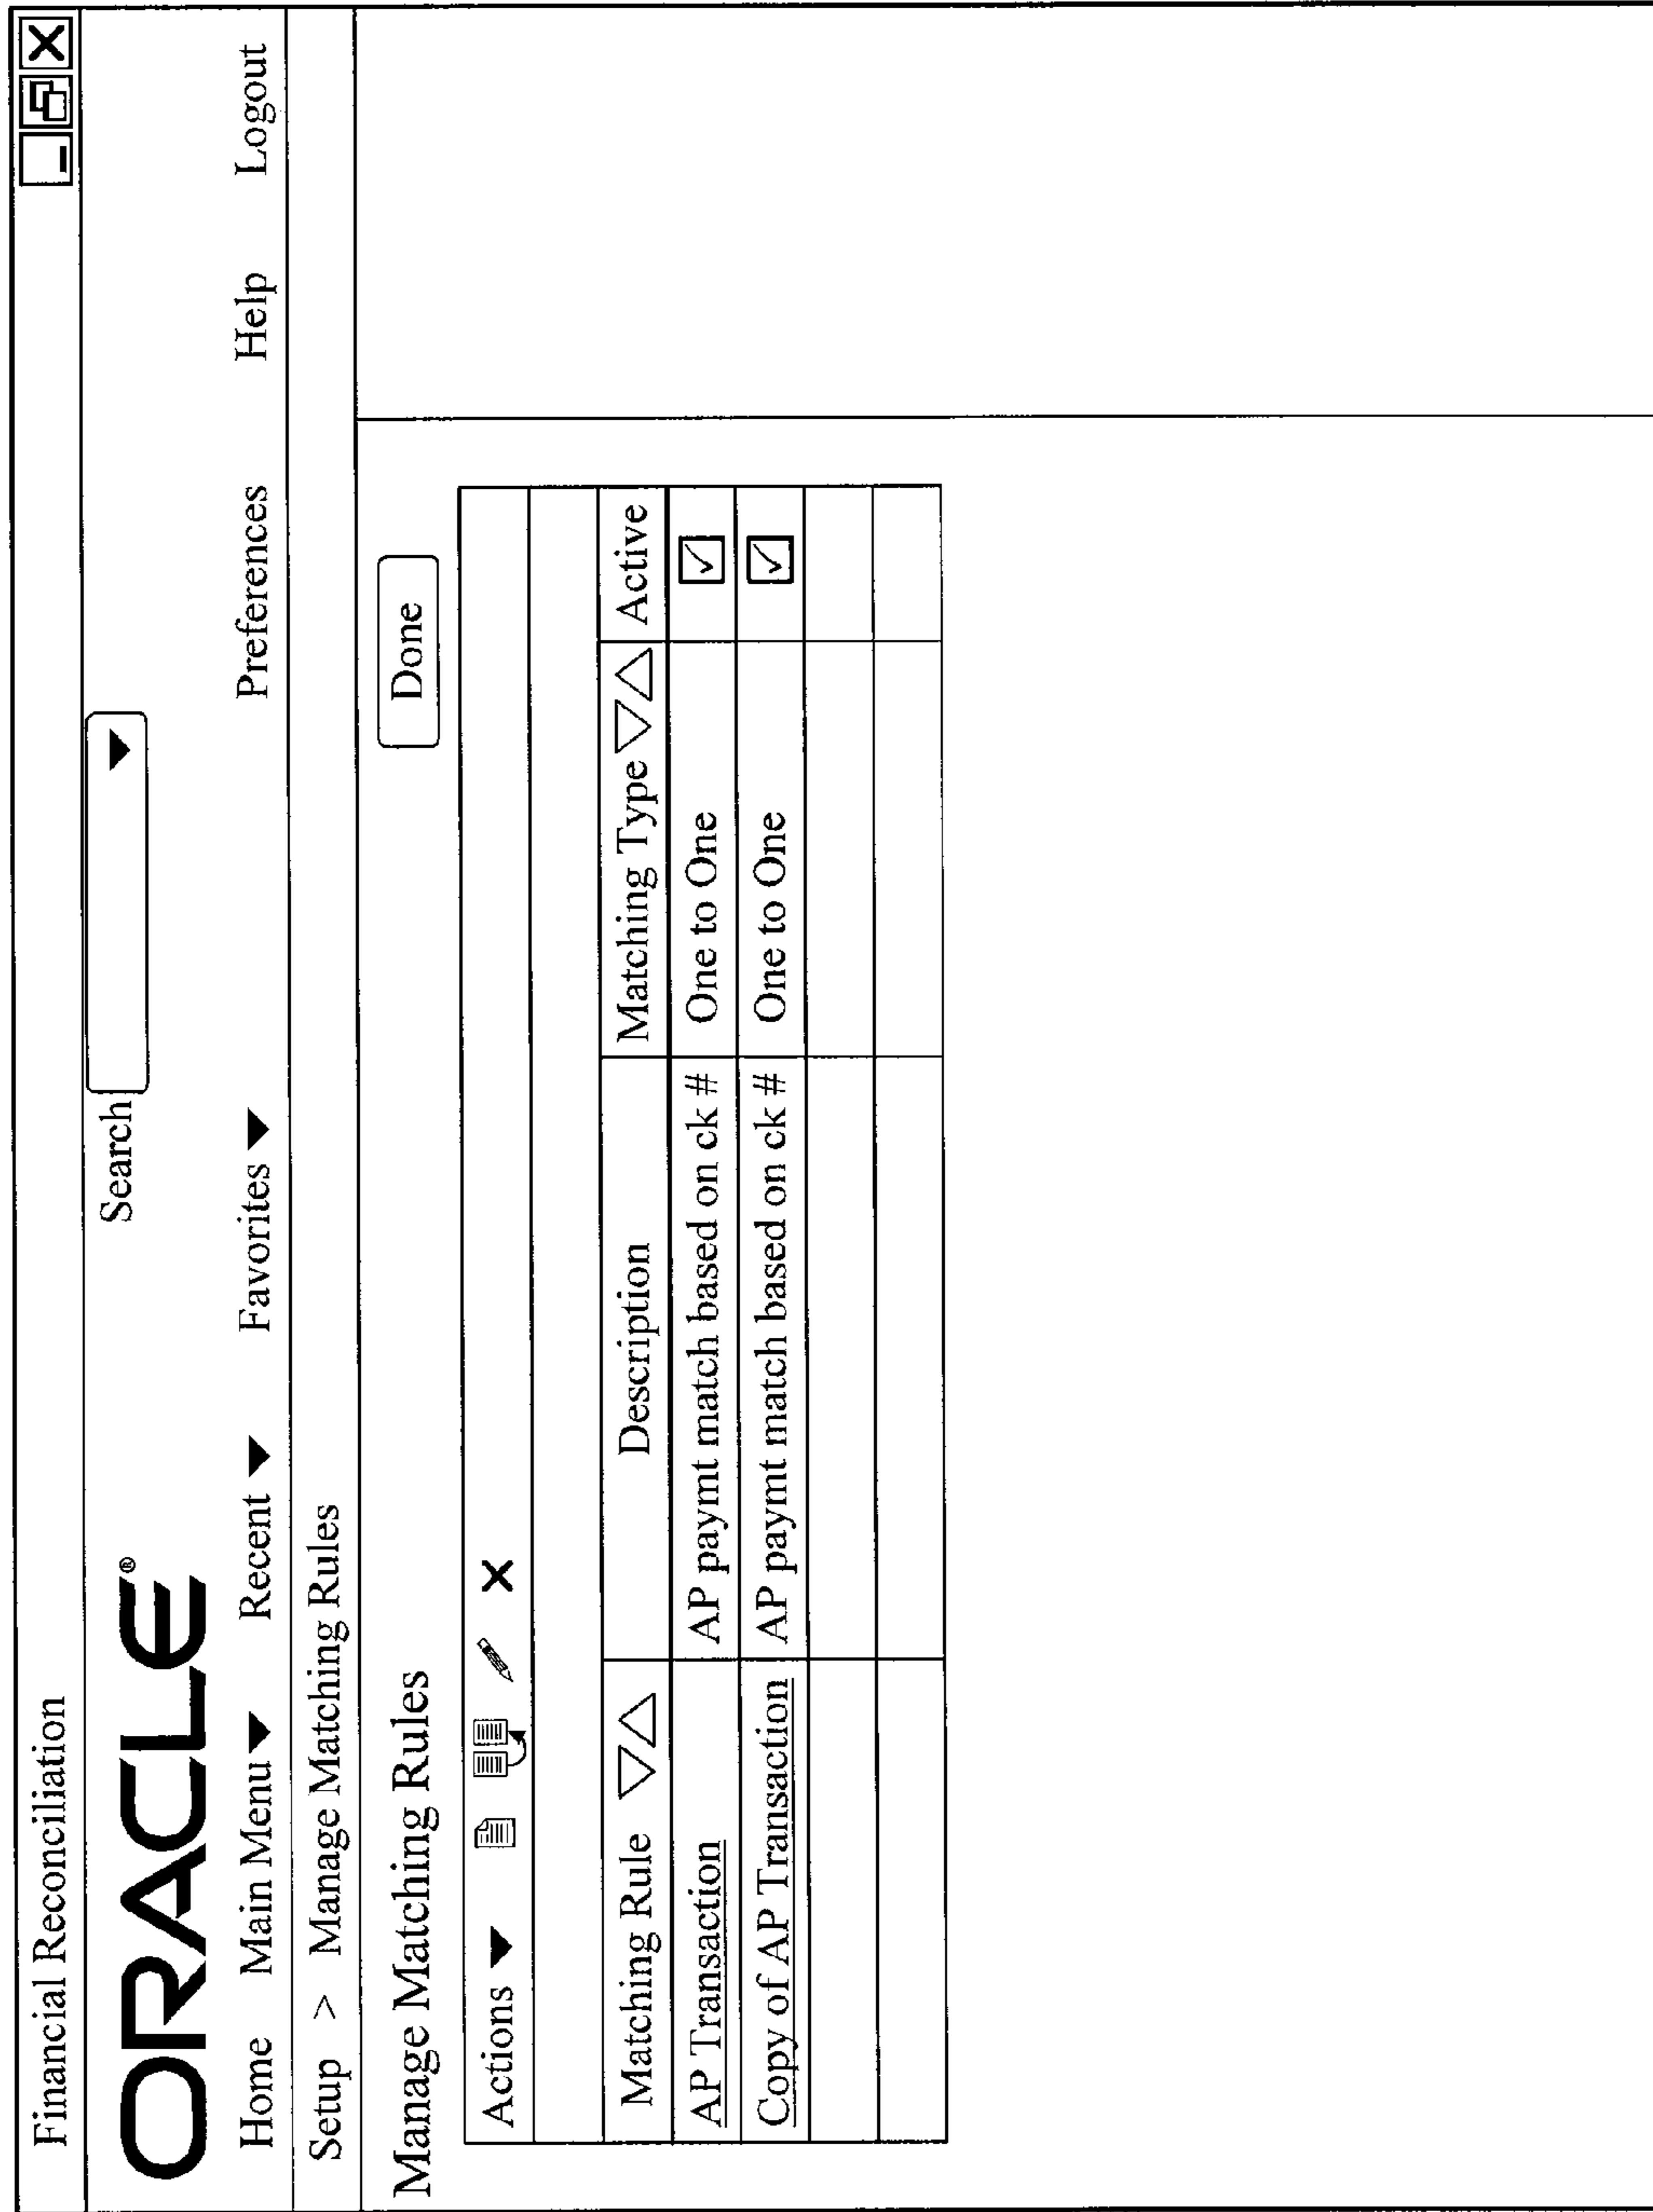 Financial Reconciliation
ORACLE®
Search
Home Main Menu Recent Favorites Preferences Help Logout
Setup > Manage Matching Rules
Manage Matching Rules
Done
Actions
Matching Rule Description Matching Type Active
AP Transaction AP paymt match based on ck # One to One
Copy of AP Transaction AP paymt match based on ck # One to One